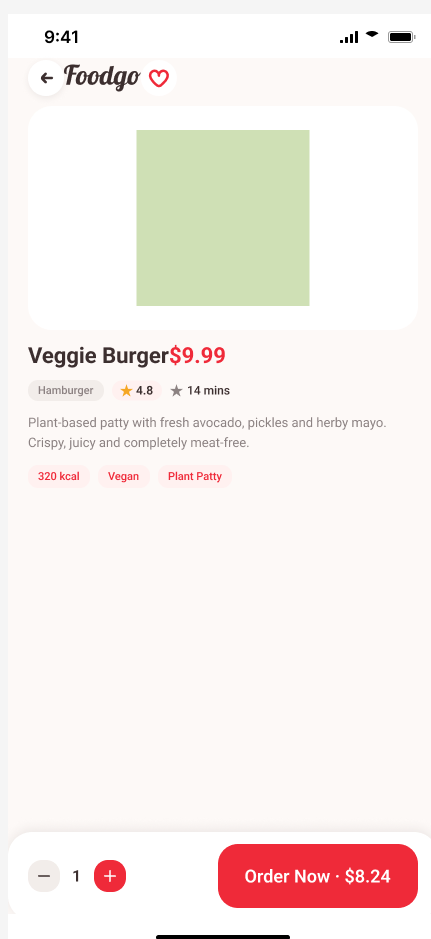 9:41
Foodgo
Veggie Burger$9.99
Hamburger 4.8 14 mins
Plant-based patty with fresh avocado, pickles and herby mayo.
Crispy, juicy and completely meat-free.
320 kcal Vegan Plant Patty
1 Order Now · $8.24